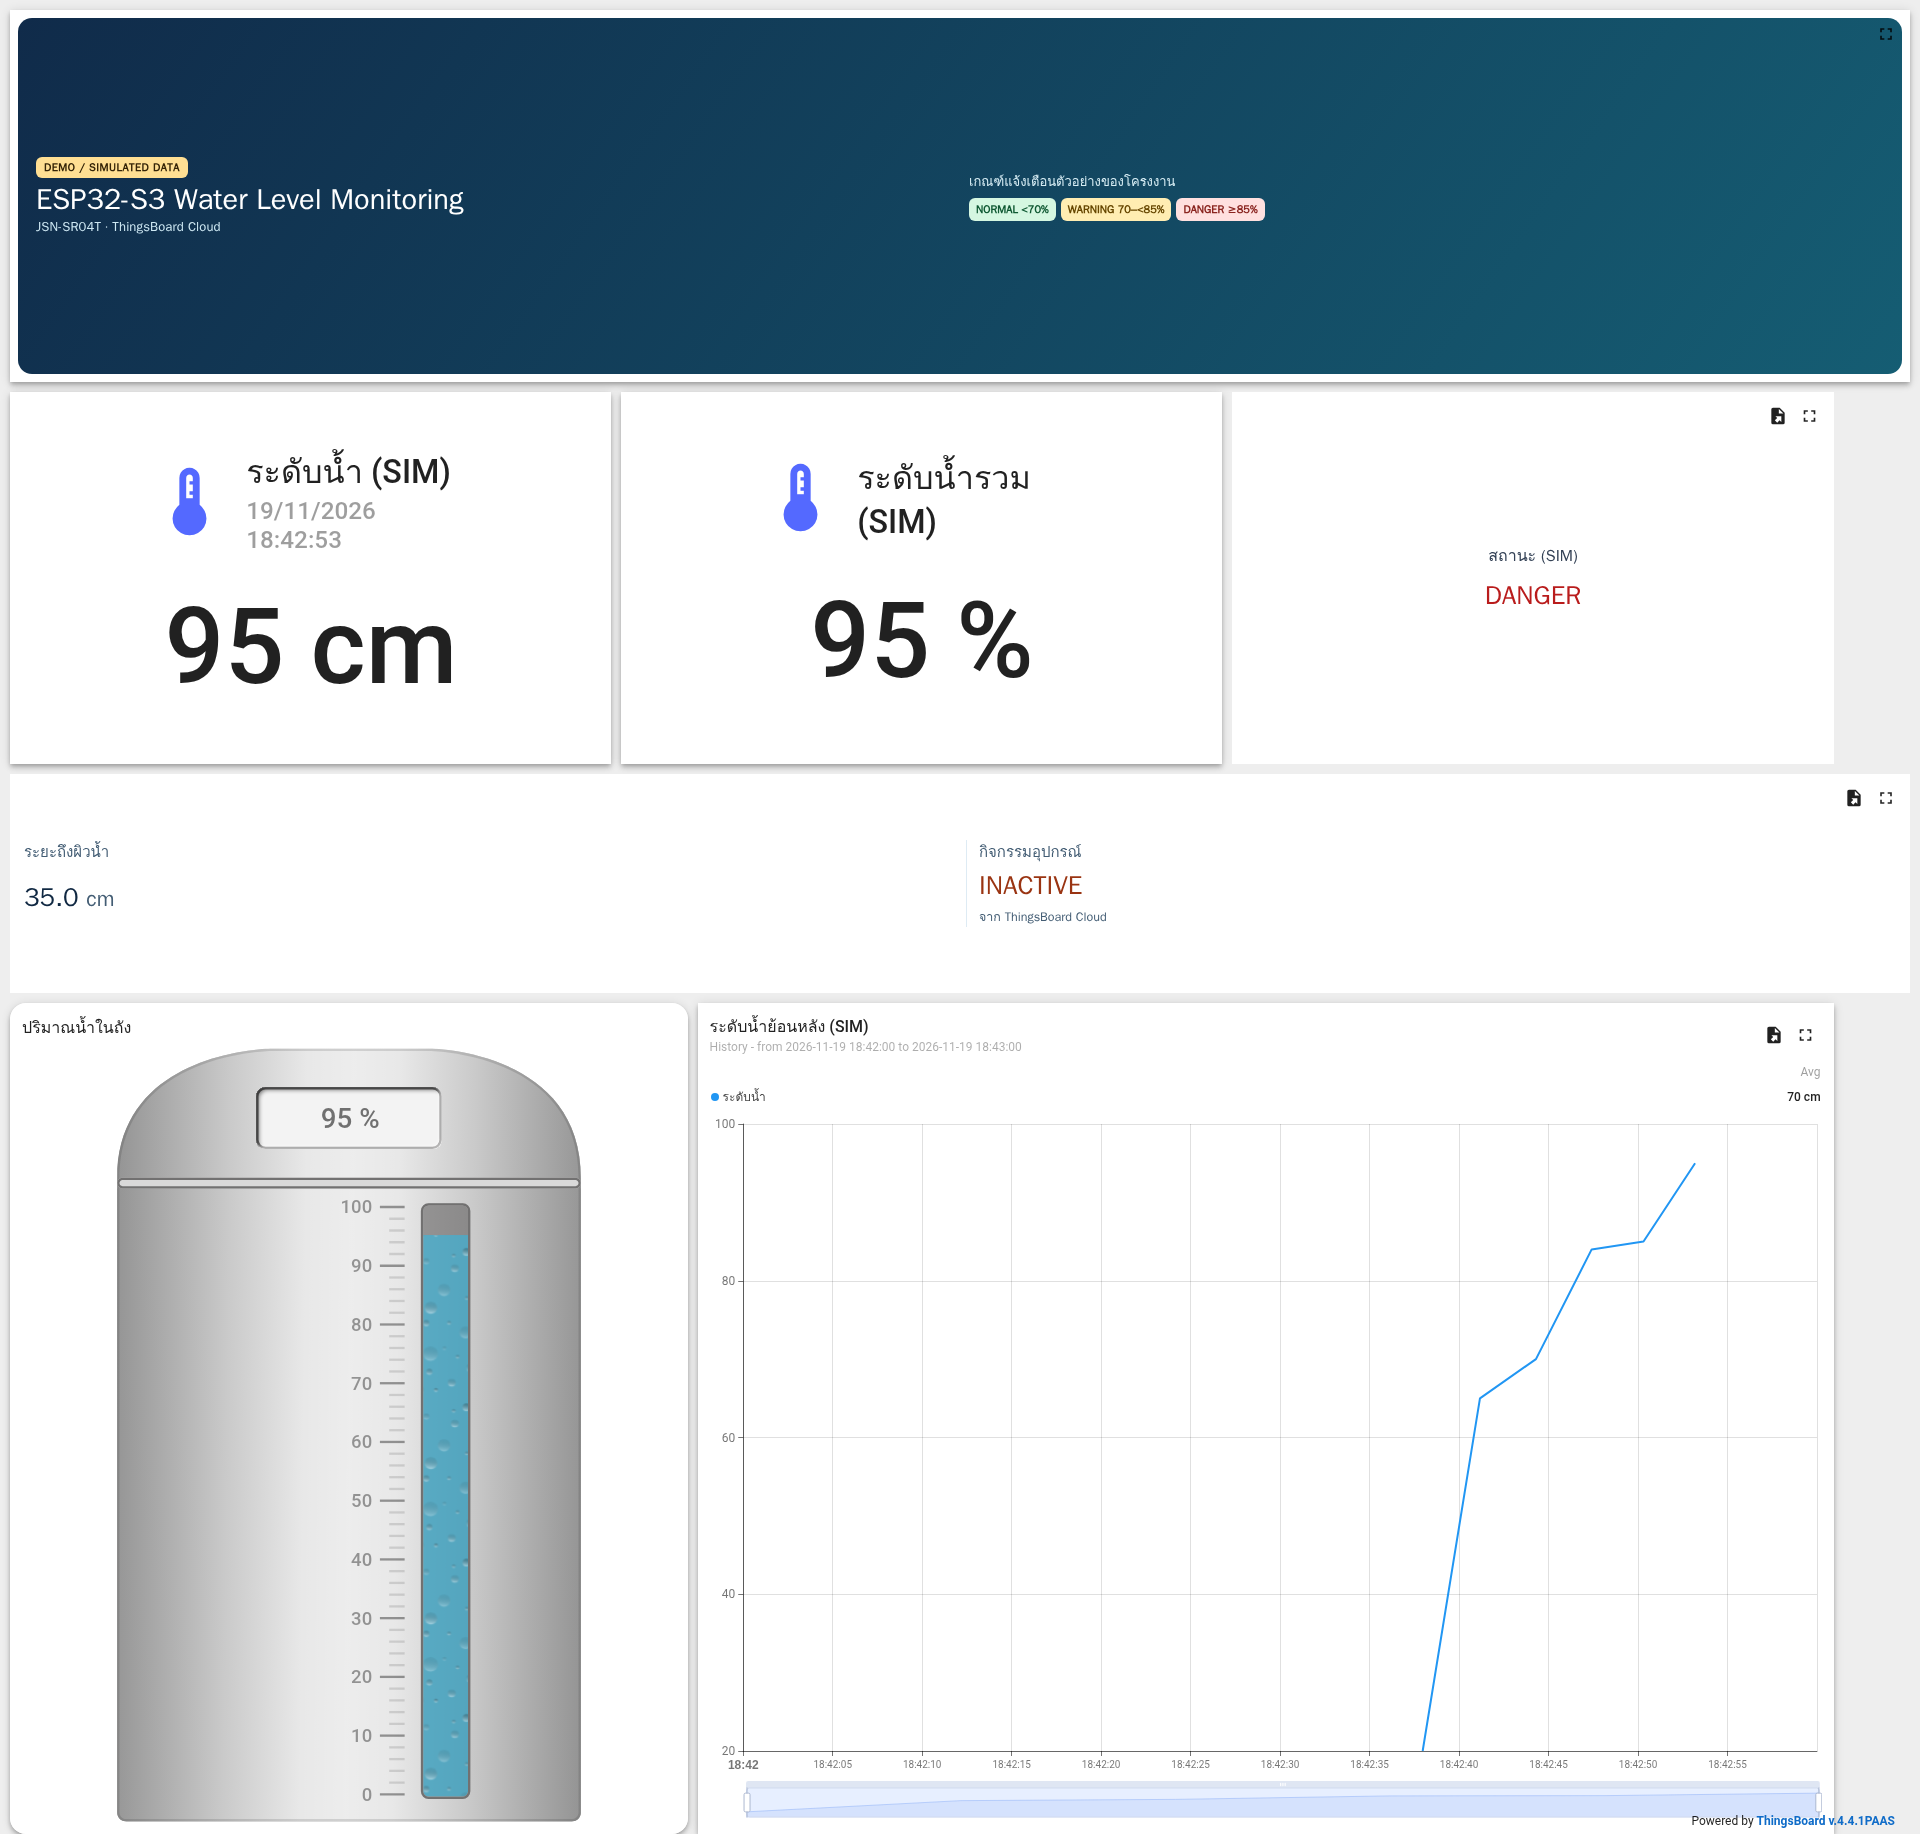 DEMO / SIMULATED DATA
ESP32-S3 Water Level Monitoring
JSN-SR04T · ThingsBoard Cloud
เกณฑ์แจ้งเตือนตัวอย่างของโครงงาน
NORMAL <70% WARNING 70–<85% DANGER ≥85%
ระดับน้ำ (SIM)
19/11/2026
18:42:53
95 cm
ระดับน้ำรวม
(SIM)
95 %
สถานะ (SIM)
DANGER
ระยะถึงผิวน้ำ
35.0 cm
กิจกรรมอุปกรณ์
INACTIVE
จาก ThingsBoard Cloud
ปริมาณน้ำในถัง
95 %
100
90
80
70
60
50
40
30
20
10
0
ระดับน้ำย้อนหลัง (SIM)
History - from 2026-11-19 18:42:00 to 2026-11-19 18:43:00
Avg
ระดับน้ำ 70 cm
100
80
60
40
20
18:42 18:42:05 18:42:10 18:42:15 18:42:20 18:42:25 18:42:30 18:42:35 18:42:40 18:42:45 18:42:50 18:42:55
Powered by ThingsBoard v.4.4.1PAAS